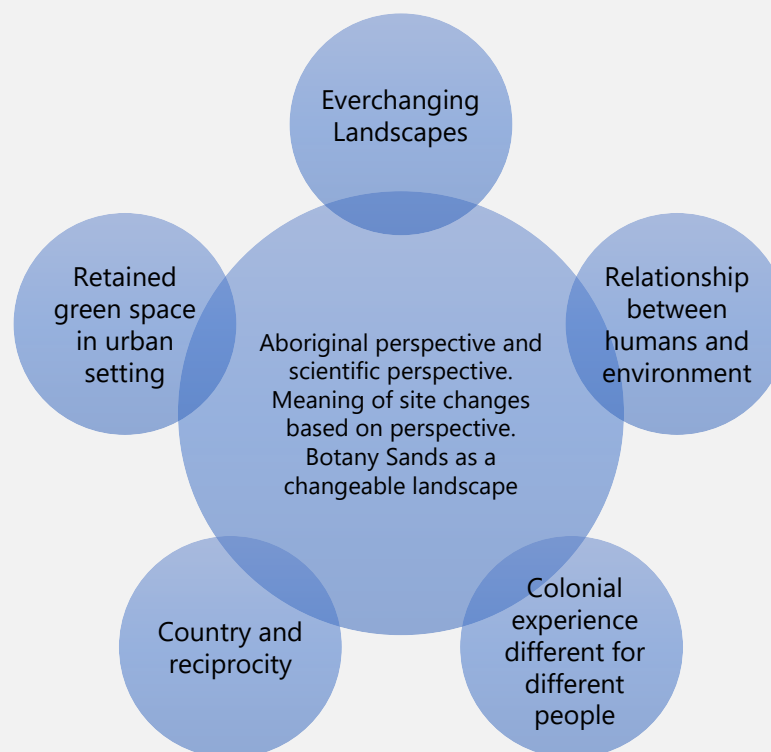 Everchanging
Landscapes
Retained
green space
in urban
setting
Relationship
between
humans and
environment
Aboriginal perspective and
scientific perspective.
Meaning of site changes
based on perspective.
Botany Sands as a
changeable landscape
Country and
reciprocity
Colonial
experience
different for
different
people